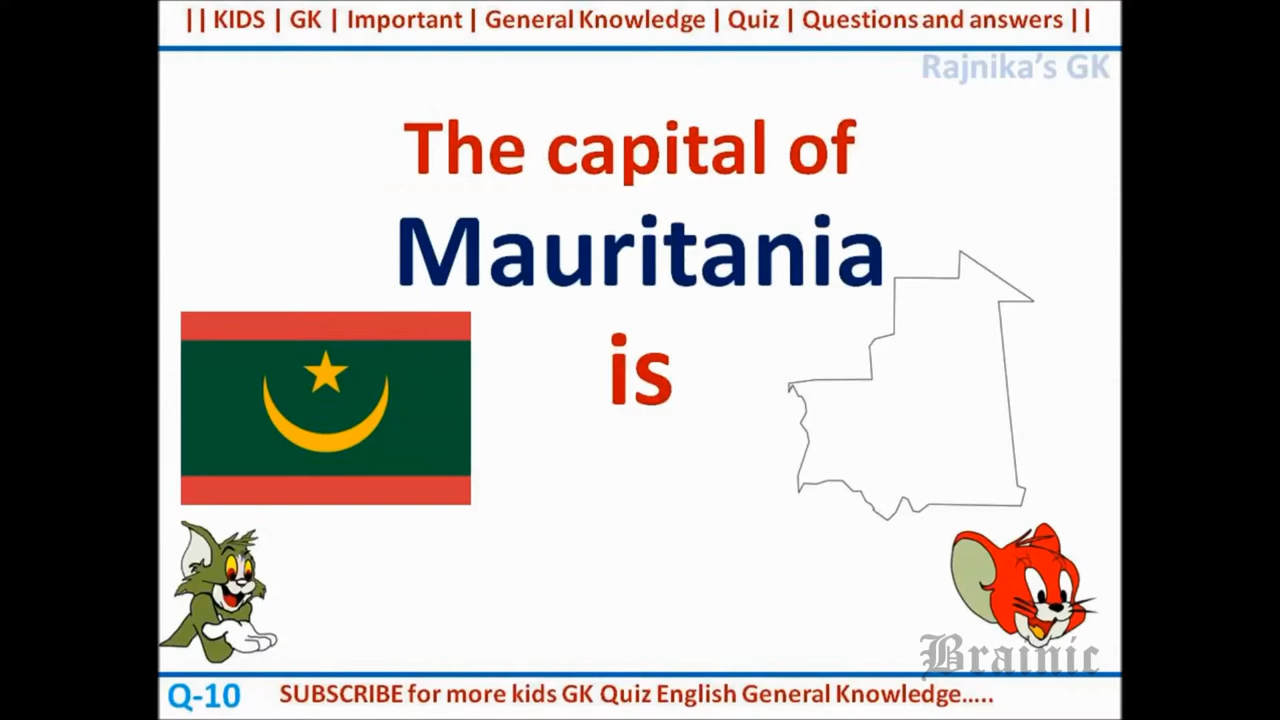 || KIDS | GK | Important | General Knowledge | Quiz | Questions and answers ||
Rajnika's GK
The capital of
Mauritania
is
Brainic
Q-10 SUBSCRIBE for more kids GK Quiz English General Knowledge.....